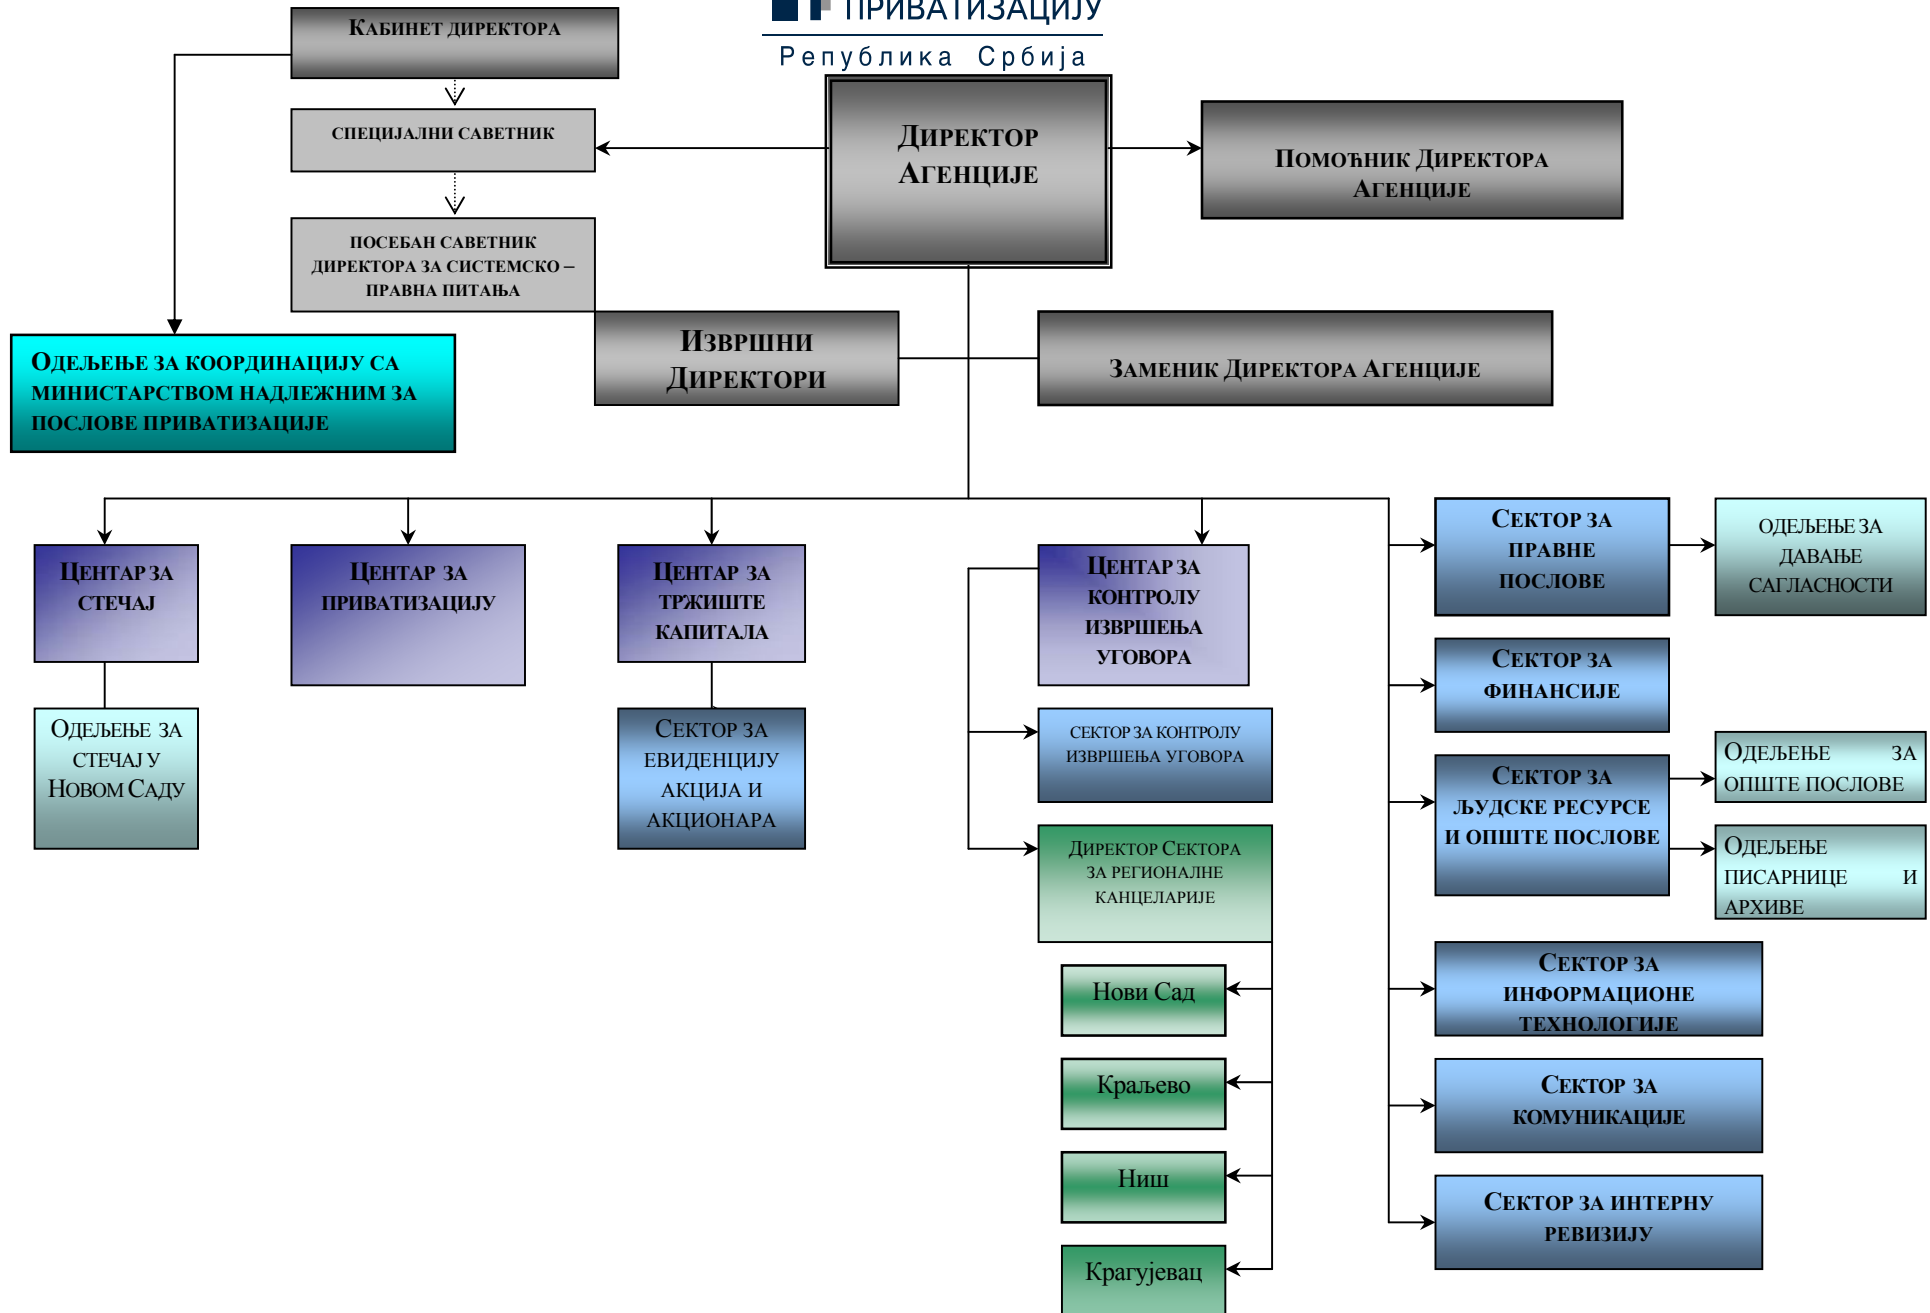 ПРИВАТИЗАЦИЈУ
Република Србија
КАБИНЕТ ДИРЕКТОРА
СПЕЦИЈАЛНИ САВЕТНИК
ПОСЕБАН САВЕТНИК
ДИРЕКТОРА ЗА СИСТЕМСКО –
ПРАВНА ПИТАЊА
ДИРЕКТОР
АГЕНЦИЈЕ
ПОМОЋНИК ДИРЕКТОРА
АГЕНЦИЈЕ
ИЗВРШНИ
ДИРЕКТОРИ
ЗАМЕНИК ДИРЕКТОРА АГЕНЦИЈЕ
ОДЕЉЕЊЕ ЗА КООРДИНАЦИЈУ СА
МИНИСТАРСТВОМ НАДЛЕЖНИМ ЗА
ПОСЛОВЕ ПРИВАТИЗАЦИЈЕ
ЦЕНТАР ЗА
СТЕЧАЈ
ЦЕНТАР ЗА
ПРИВАТИЗАЦИЈУ
ЦЕНТАР ЗА
ТРЖИШТЕ
КАПИТАЛА
ЦЕНТАР ЗА
КОНТРОЛУ
ИЗВРШЕЊА
УГОВОРА
ОДЕЉЕЊЕ ЗА
СТЕЧАЈ У
НОВОМ САДУ
СЕКТОР ЗА
ЕВИДЕНЦИЈУ
АКЦИЈА И
АКЦИОНАРА
СЕКТОР ЗА КОНТРОЛУ
ИЗВРШЕЊА УГОВОРА
ДИРЕКТОР СЕКТОРА
ЗА РЕГИОНАЛНЕ
КАНЦЕЛАРИЈЕ
Нови Сад
Краљево
Ниш
Крагујевац
СЕКТОР ЗА
ПРАВНЕ
ПОСЛОВЕ
ОДЕЉЕЊЕ ЗА
ДАВАЊЕ
САГЛАСНОСТИ
СЕКТОР ЗА
ФИНАНСИЈЕ
СЕКТОР ЗА
ЉУДСКЕ РЕСУРСЕ
И ОПШТЕ ПОСЛОВЕ
ОДЕЉЕЊЕ ЗА
ОПШТЕ ПОСЛОВЕ
ОДЕЉЕЊЕ
ПИСАРНИЦЕ И
АРХИВЕ
СЕКТОР ЗА
ИНФОРМАЦИОНЕ
ТЕХНОЛОГИЈЕ
СЕКТОР ЗА
КОМУНИКАЦИЈЕ
СЕКТОР ЗА ИНТЕРНУ
РЕВИЗИЈУ